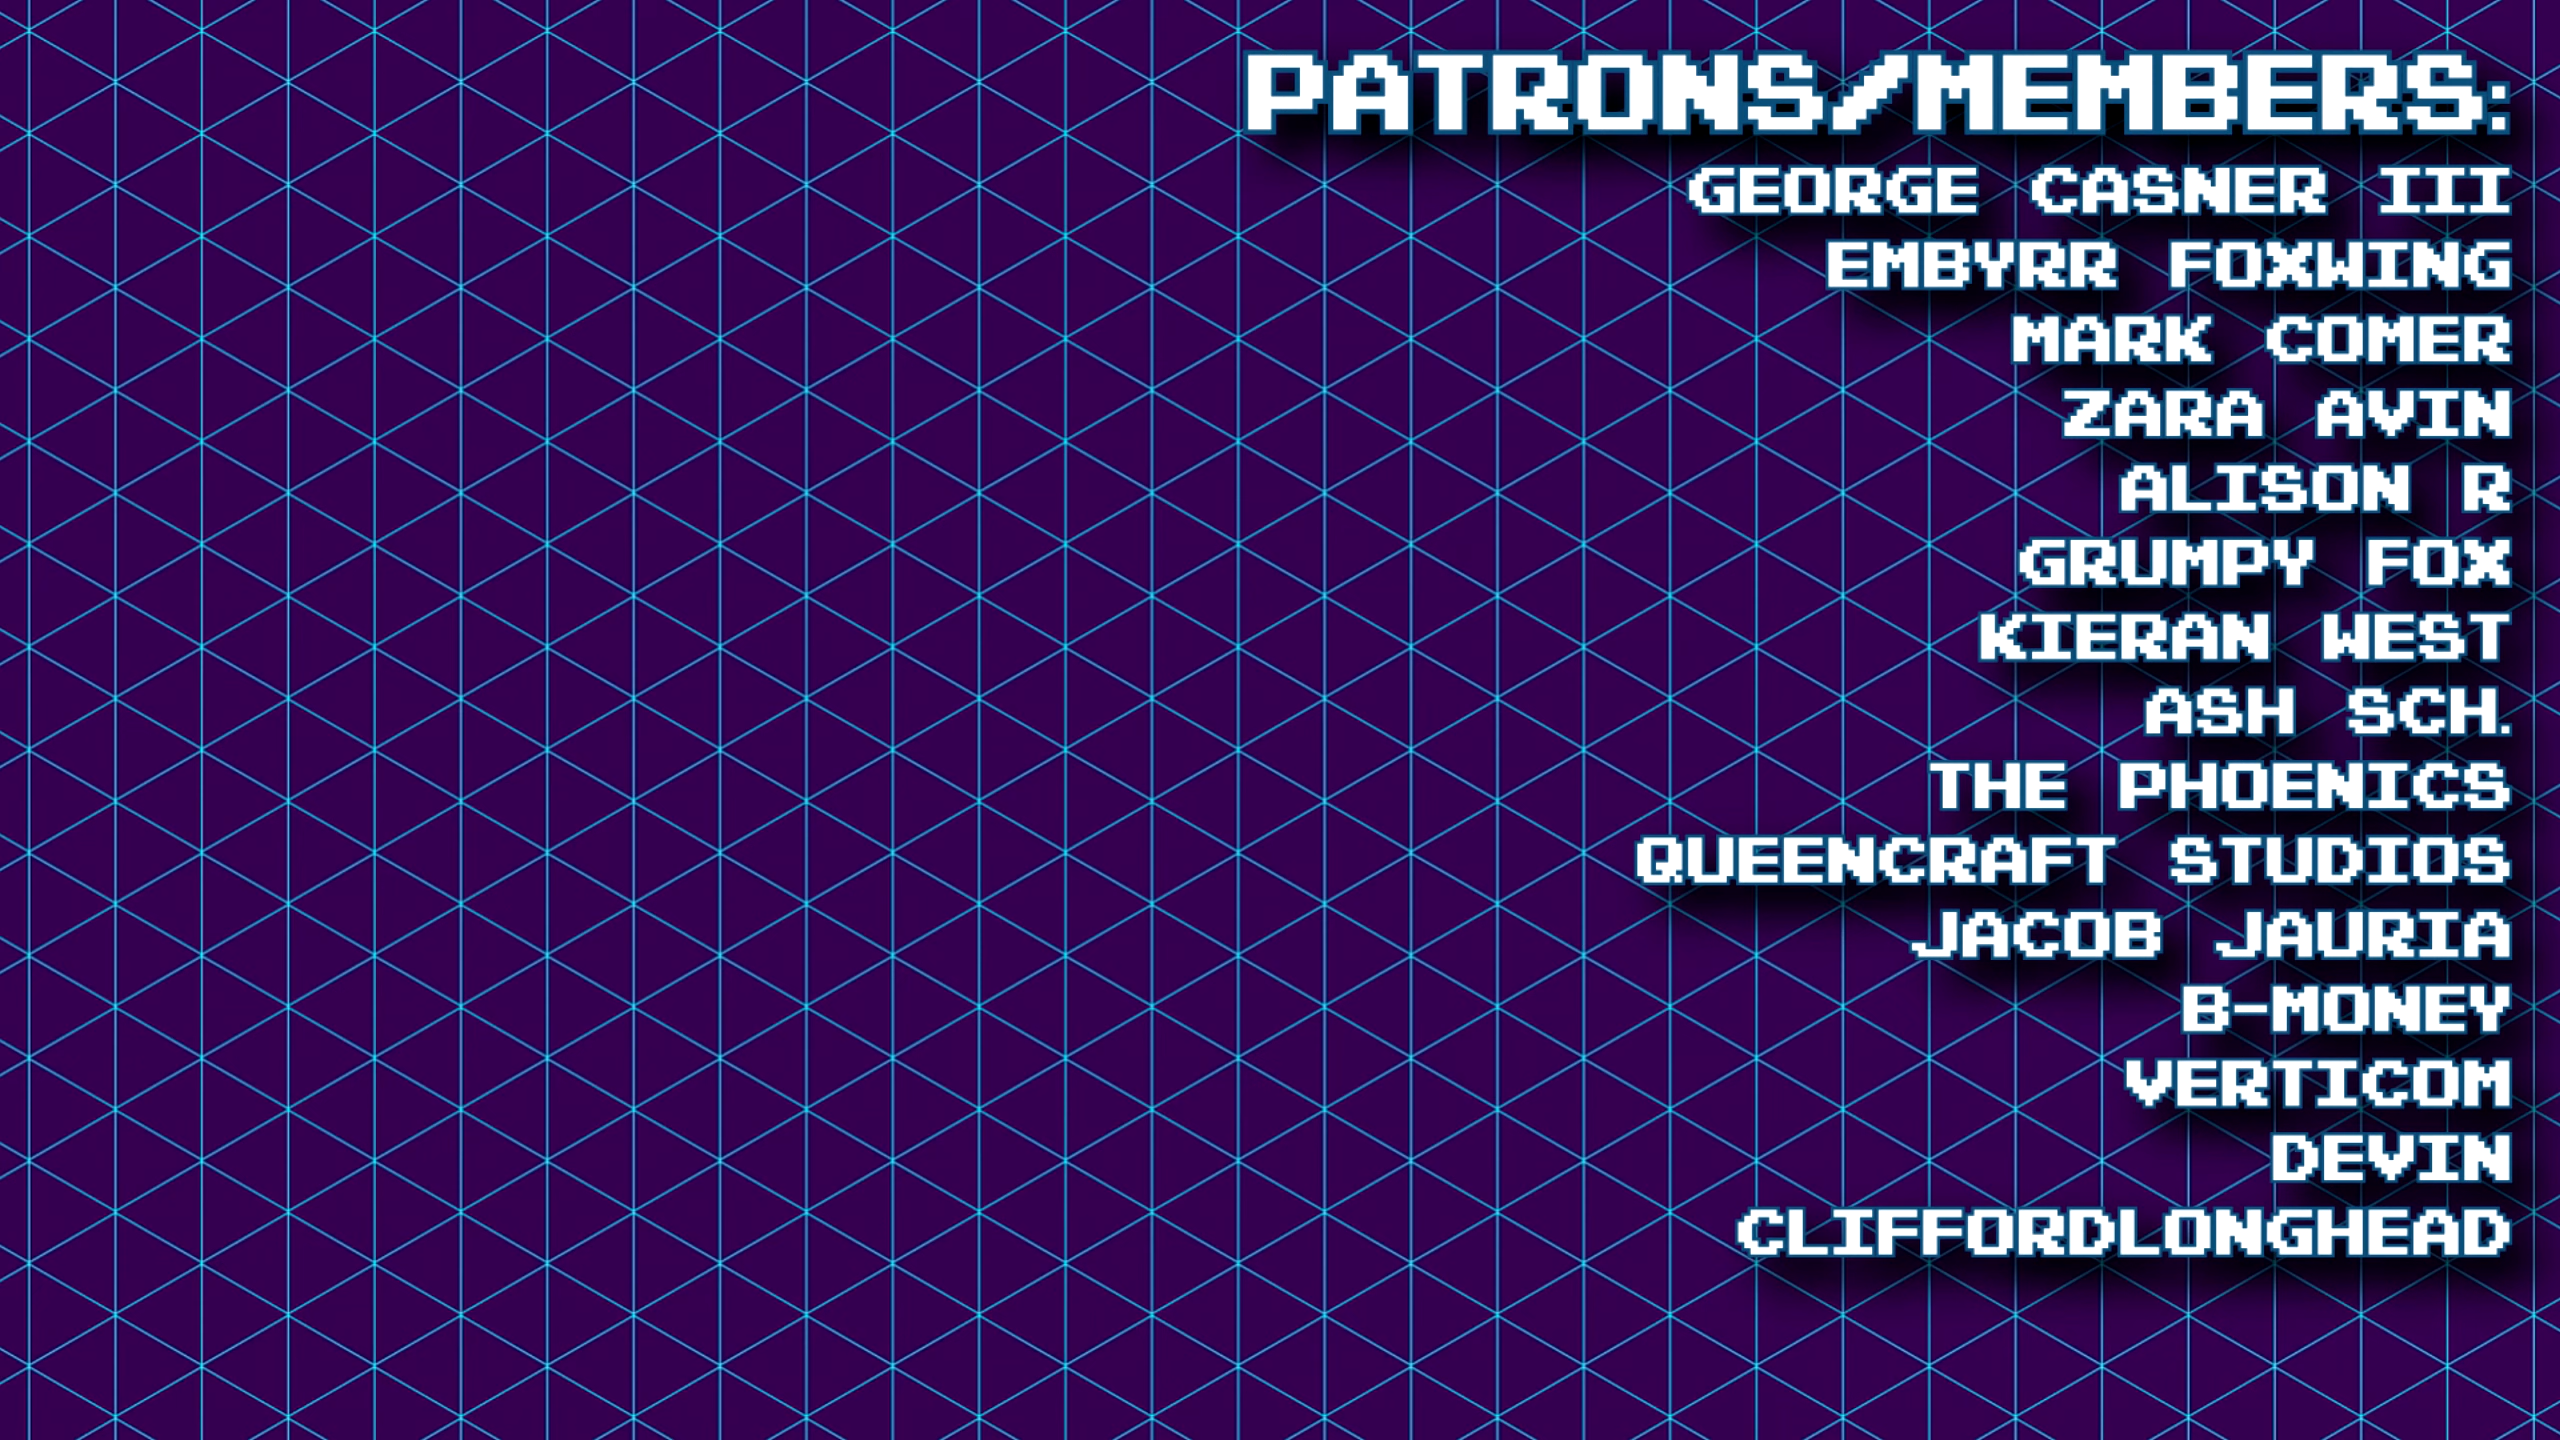 PATRONS/MEMBERS:
GEORGE CASNER III
EMBYRR FOXWING
MARK COMER
ZARA AVIN
ALISON R
GRUMPY FOX
KIERAN WEST
ASH SCH.
THE PHOENICS
QUEENCRAFT STUDIOS
JACOB JAURIA
B-MONEY
VERTICOM
DEVIN
CLIFFORDLONGHEAD